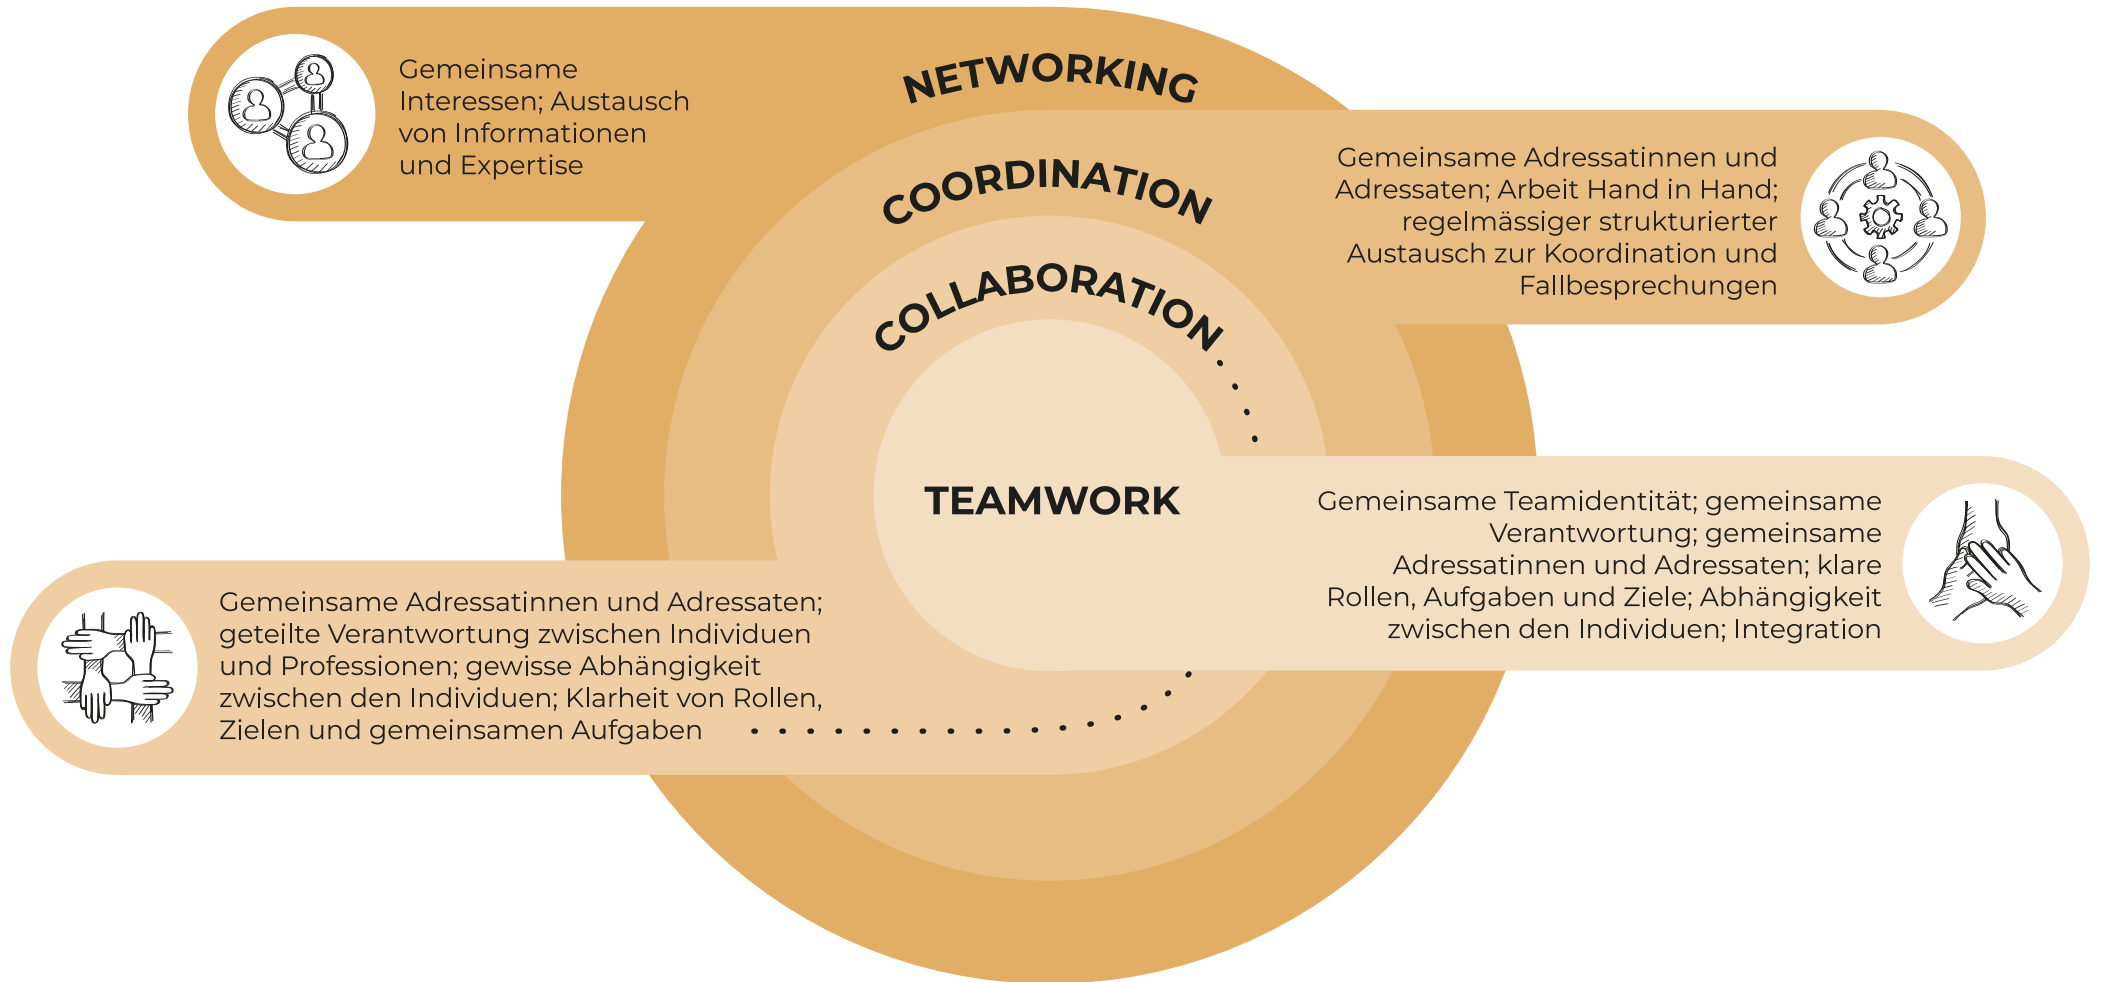 NETWORKING
Gemeinsame
Interessen; Austausch
von Informationen
und Expertise
COORDINATION
Gemeinsame Adressatinnen und
Adressaten; Arbeit Hand in Hand;
regelmässiger strukturierter
Austausch zur Koordination und
Fallbesprechungen
COLLABORATION
Gemeinsame Adressatinnen und Adressaten;
geteilte Verantwortung zwischen Individuen
und Professionen; gewisse Abhängigkeit
zwischen den Individuen; Klarheit von Rollen,
Zielen und gemeinsamen Aufgaben
TEAMWORK
Gemeinsame Teamidentität; gemeinsame
Verantwortung; gemeinsame
Adressatinnen und Adressaten; klare
Rollen, Aufgaben und Ziele; Abhängigkeit
zwischen den Individuen; Integration